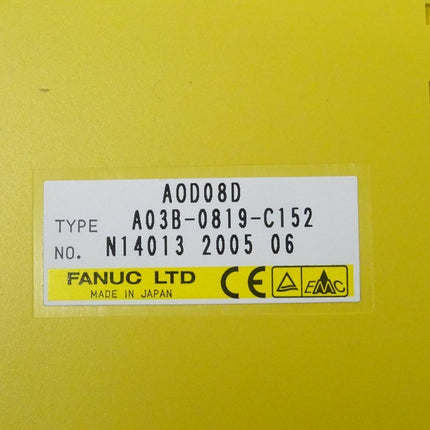 AOD08D
TYPE A03B-0819-C152
NO. N14013 2005 06
FANUC LTD CE EMC
MADE IN JAPAN